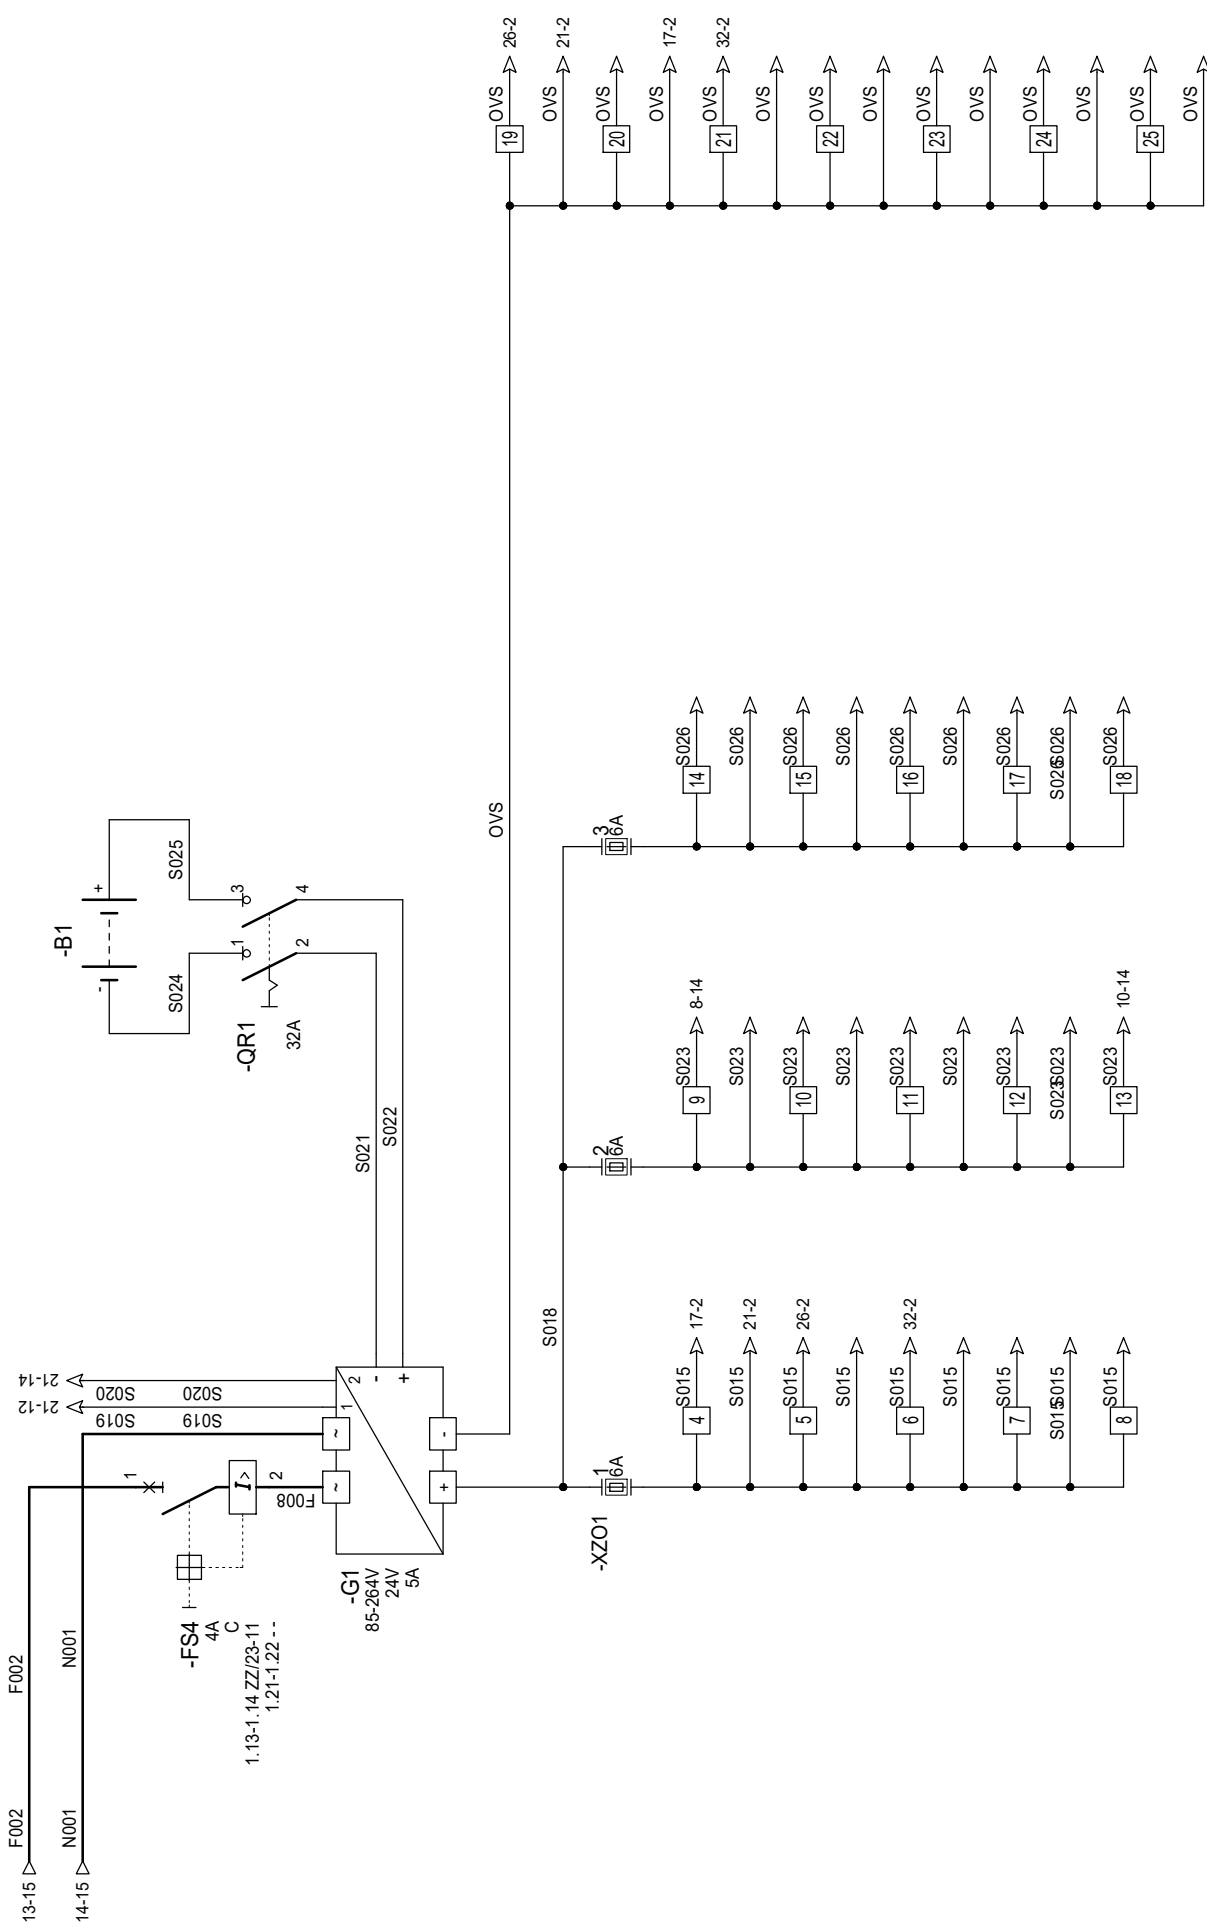 13-15
F002
F002
14-15
N001
N001
21-12
21-14
-B1
-
+
S019
S020
S019
S020
S024
S025
1
2
-FS4
4A
C
1.13-1.14 ZZ/23-11
1.21-1.22 - -
I >
F008
-QR1
32A
1
3
2
4
~
~
1
2
-
+
-G1
85-264V
24V
5A
+
-
S021
S022
OVS
S018
-XZO1
1
6A
2
6A
3
6A
4
S015
17-2
S015
21-2
5
S015
26-2
S015
6
S015
32-2
S015
7
S015
S015
S015
8
S015
9
S023
8-14
S023
10
S023
S023
11
S023
S023
12
S023
S023
S023
13
S023
10-14
14
S026
S026
15
S026
S026
16
S026
S026
17
S026
S026
S026
18
S026
19
OVS
26-2
OVS
21-2
20
OVS
OVS
17-2
21
OVS
32-2
OVS
22
OVS
OVS
23
OVS
OVS
24
OVS
OVS
25
OVS
OVS